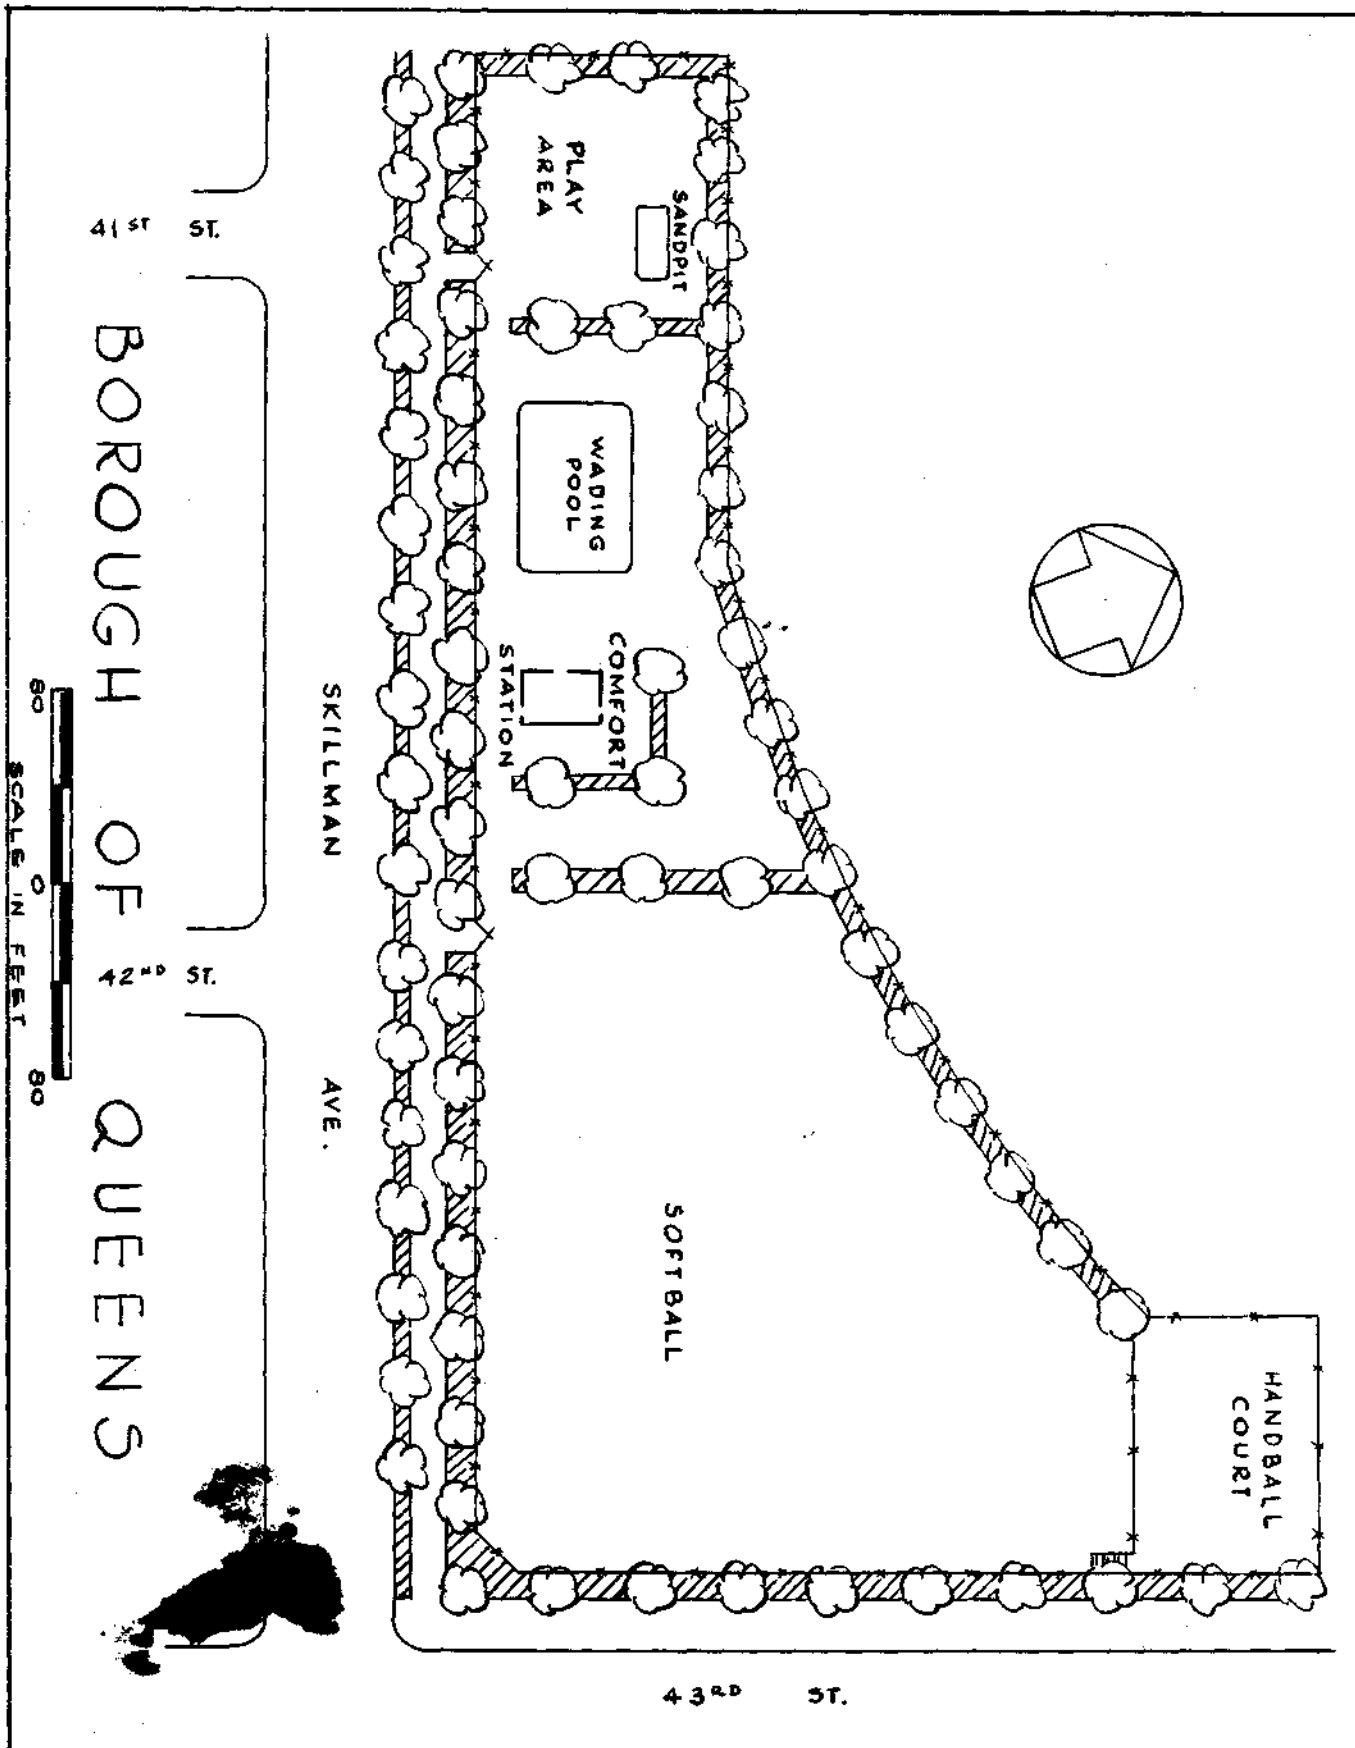 41ST ST.
PLAY
AREA
SANDPIT
WADING
POOL
COMFORT
STATION
SKILLMAN AVE.
42ND ST.
SOFTBALL
HANDBALL
COURT
43RD ST.
BOROUGH OF QUEENS
80 0 80
SCALE IN FEET